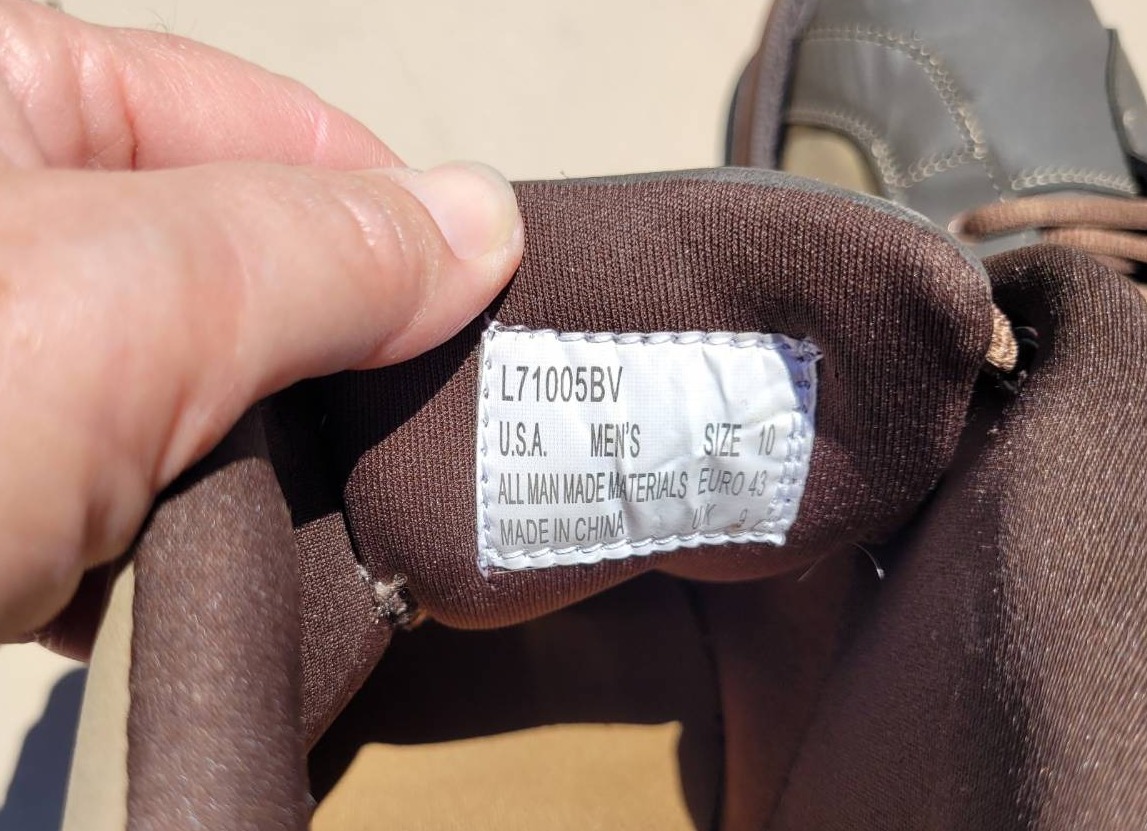 L71005BV
U.S.A. MEN'S SIZE 10
ALL MAN MADE MATERIALS EURO 43
MADE IN CHINA UK 9